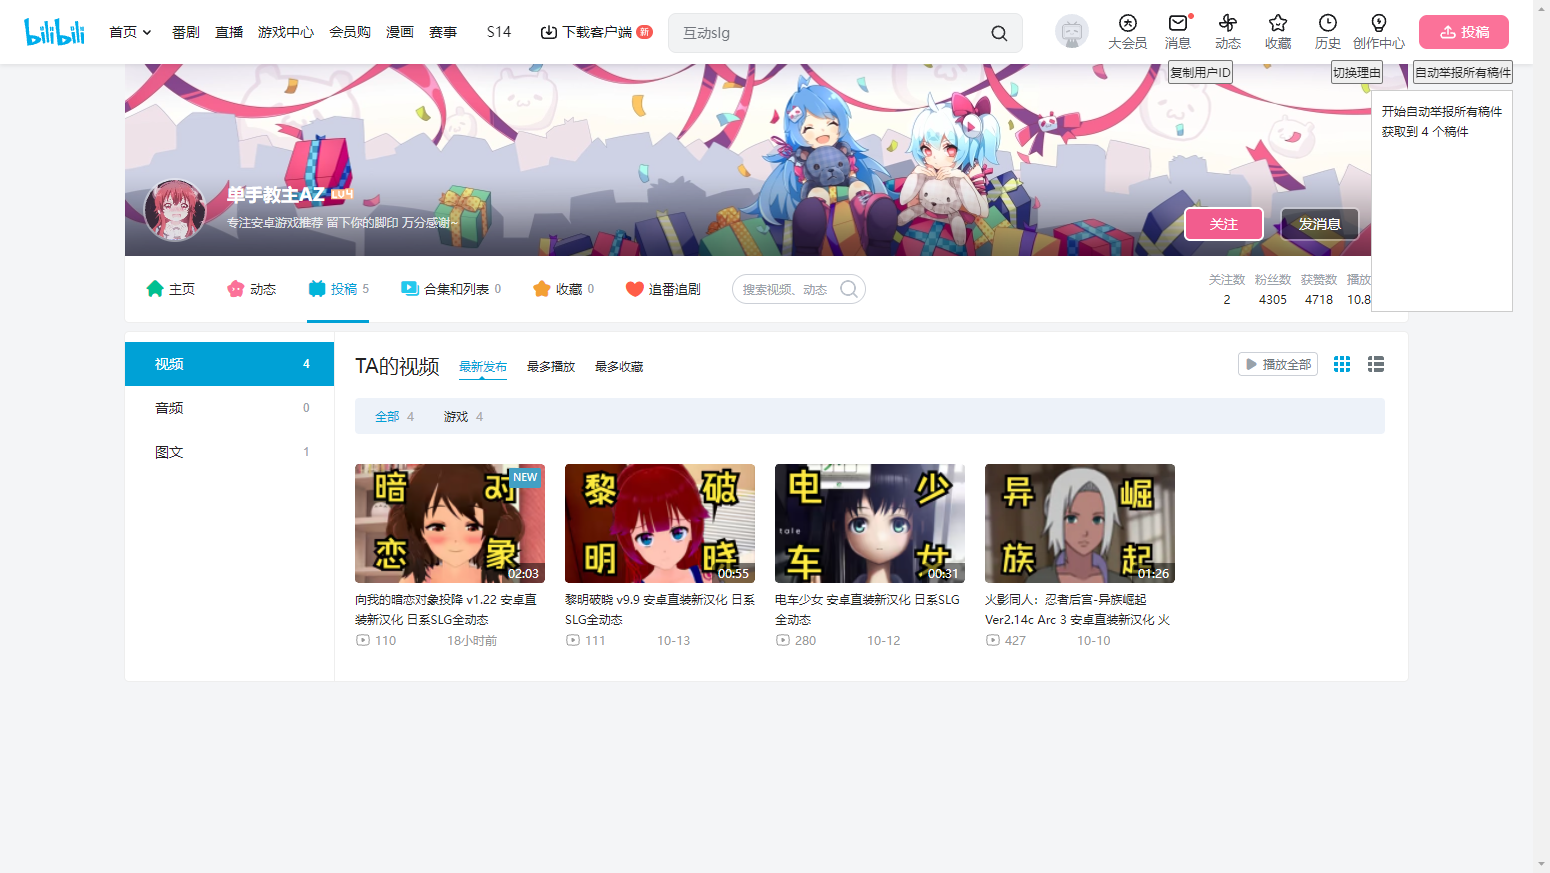 bilibili
首页
番剧
直播
游戏中心
会员购
漫画
赛事
S14
下载客户端
新
互动slg
大会员
消息
动态
收藏
历史
创作中心
投稿
复制用户ID
切换理由
自动举报所有稿件
开始自动举报所有稿件
获取到 4 个稿件
单手教主AZ LV4
专注安卓游戏推荐 留下你的脚印 万分感谢~
关注
发消息
主页
动态
投稿 5
合集和列表 0
收藏 0
追番追剧
搜索视频、动态
关注数 粉丝数 获赞数 播放
2 4305 4718 10.8
视频 4
音频 0
图文 1
TA的视频
最新发布
最多播放
最多收藏
播放全部
全部 4
游戏 4
暗 对
恋 象
NEW
02:03
向我的暗恋对象投降 v1.22 安卓直
装新汉化 日系SLG全动态
110 18小时前
黎 破
明 晓
00:55
黎明破晓 v9.9 安卓直装新汉化 日系
SLG全动态
111 10-13
电 少
tale
车 女
00:31
电车少女 安卓直装新汉化 日系SLG
全动态
280 10-12
异 崛
族 起
01:26
火影同人：忍者后宫-异族崛起
Ver2.14c Arc 3 安卓直装新汉化 火
427 10-10